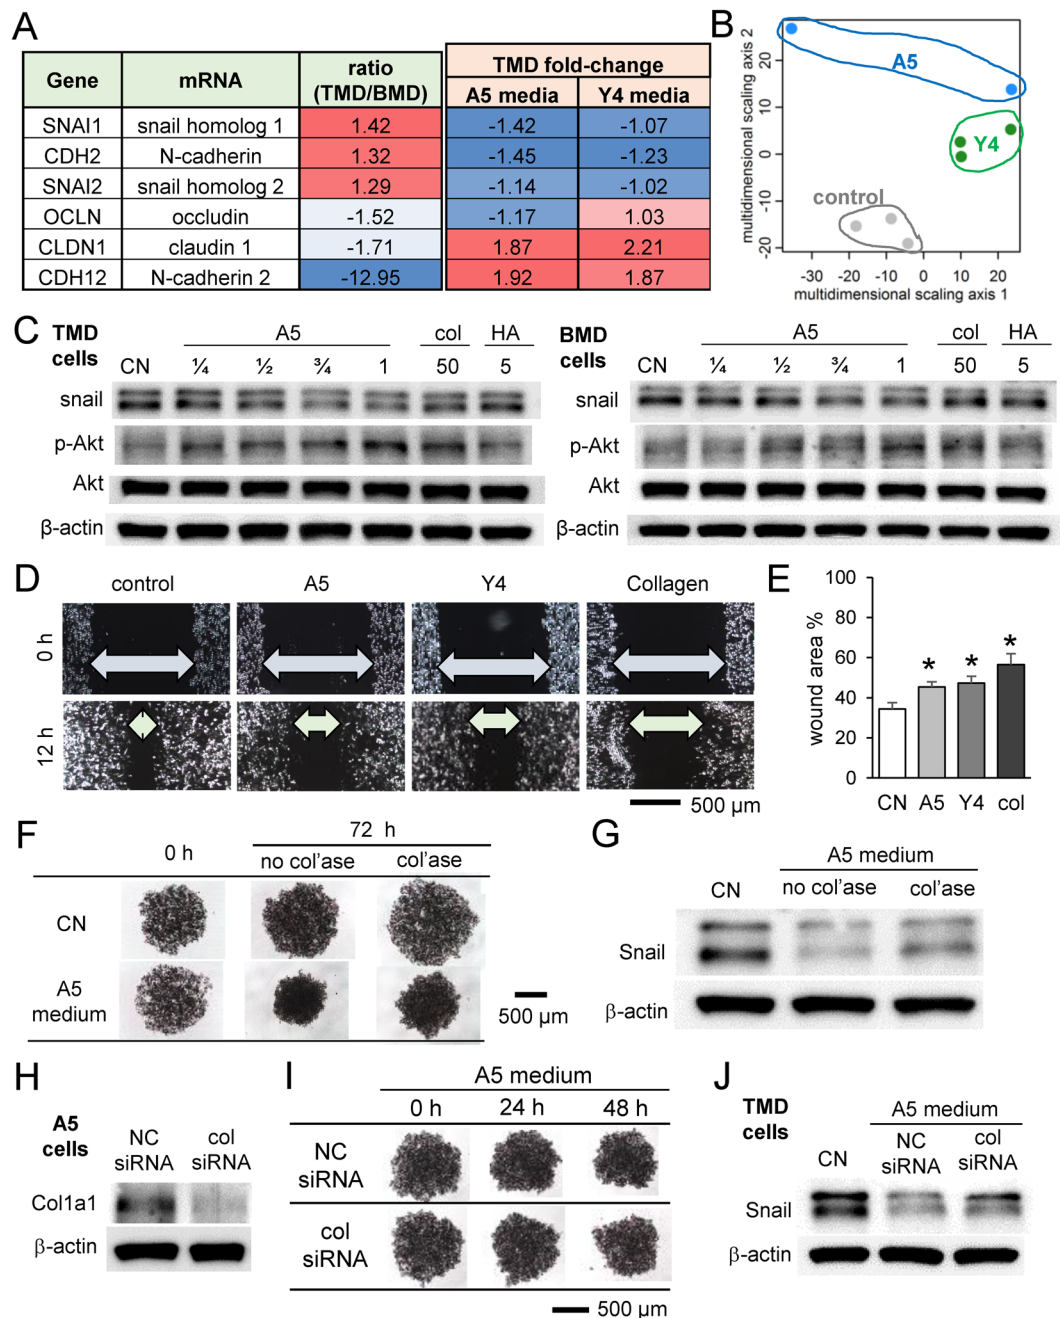 A
Gene mRNA ratio (TMD/BMD) TMD fold-change
A5 media Y4 media
SNAI1 snail homolog 1 1.42 -1.42 -1.07
CDH2 N-cadherin 1.32 -1.45 -1.23
SNAI2 snail homolog 2 1.29 -1.14 -1.02
OCLN occludin -1.52 -1.17 1.03
CLDN1 claudin 1 -1.71 1.87 2.21
CDH12 N-cadherin 2 -12.95 1.92 1.87
B
multidimensional scaling axis 2
20
10
0
-10
-20
A5
Y4
control
-30 -20 -10 0 10 20
multidimensional scaling axis 1
C
TMD cells
A5 col HA
CN ¼ ½ ¾ 1 50 5
snail
p-Akt
Akt
β-actin
BMD cells
A5 col HA
CN ¼ ½ ¾ 1 50 5
snail
p-Akt
Akt
β-actin
D
control A5 Y4 Collagen
0 h
12 h
500 µm
E
wound area %
100
80
60
40
20
0
* * *
CN A5 Y4 col
F
72 h
0 h no col'ase col'ase
CN
A5 medium
500 µm
G
A5 medium
CN no col'ase col'ase
Snail
β-actin
H
A5 cells
NC siRNA col siRNA
Col1a1
β-actin
I
A5 medium
0 h 24 h 48 h
NC siRNA
col siRNA
500 µm
J
TMD cells
A5 medium
CN NC siRNA col siRNA
Snail
β-actin